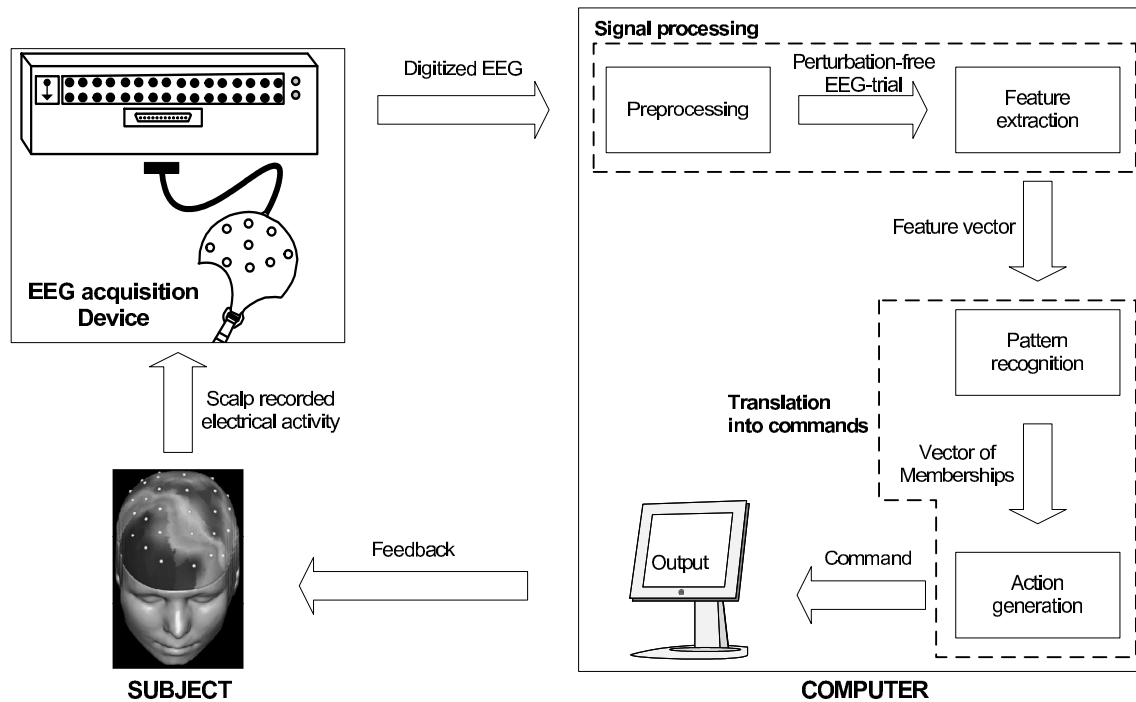 Signal processing
Digitized EEG
Perturbation-free
EEG-trial
Preprocessing
Feature
extraction
Feature vector
EEG acquisition
Device
Pattern
recognition
Scalp recorded
electrical activity
Translation
into commands
Vector of
Memberships
Feedback
Output
Command
Action
generation
SUBJECT
COMPUTER